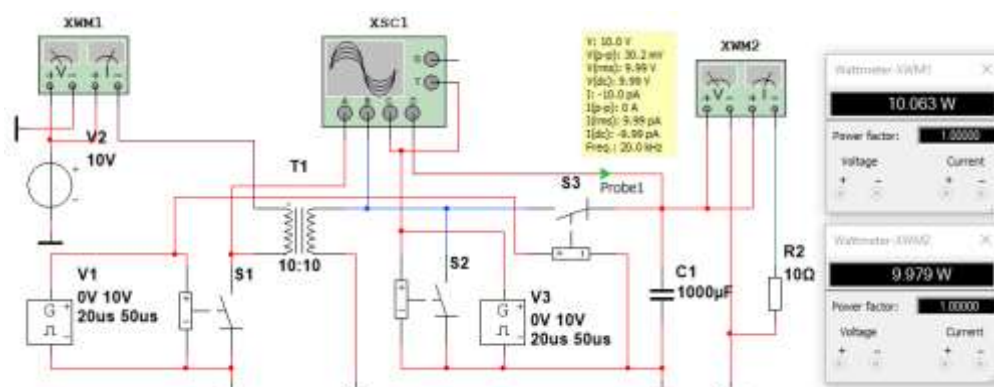 XWM1
XSC1
XWM2
V: 10.0 V
V(p-p): 30.2 mV
V(rms): 9.99 V
V(dc): 9.99 V
I: -10.0 pA
I(p-p): 0 A
I(rms): 9.99 pA
I(dc): -9.99 pA
Freq.: 20.0 kHz
Probe1
V2
10V
T1
10:10
S3
S1
S2
V1
0V 10V
20us 50us
G
V3
0V 10V
20us 50us
G
C1
1000µF
R2
10Ω
A
B
C
D
G
T
V
I
V
I
Wattmeter-XWM1
10.063 W
Power factor: 1.00000
Voltage
Current
Wattmeter-XWM2
9.979 W
Power factor: 1.00000
Voltage
Current